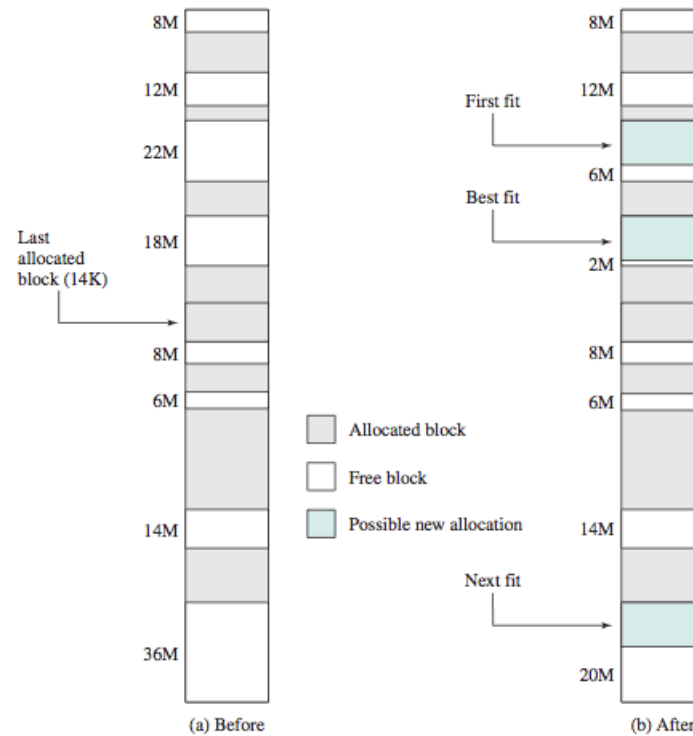 8M
12M
22M
18M
Last
allocated
block (14K)
8M
6M
14M
36M
(a) Before
Allocated block
Free block
Possible new allocation
8M
12M
First fit
6M
Best fit
2M
8M
6M
14M
Next fit
20M
(b) After